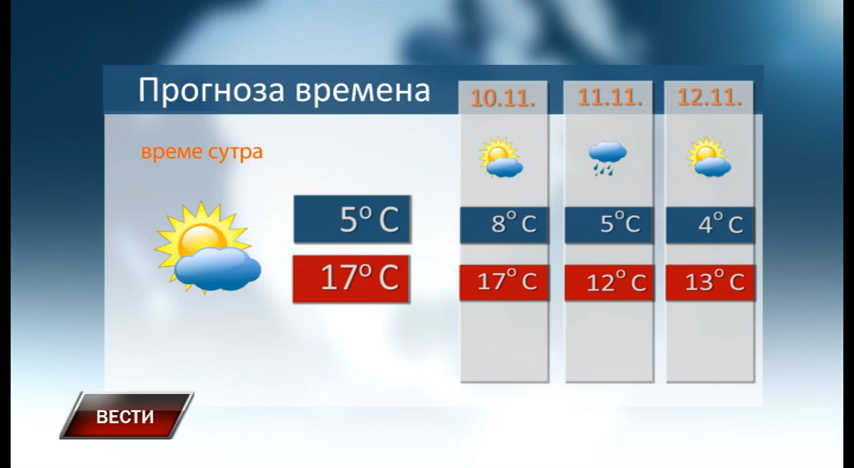 Прогноза времена
време сутра
5° C
17° C
10.11.
8° C
17° C
11.11.
5°C
12° C
12.11.
4° C
13° C
ВЕСТИ